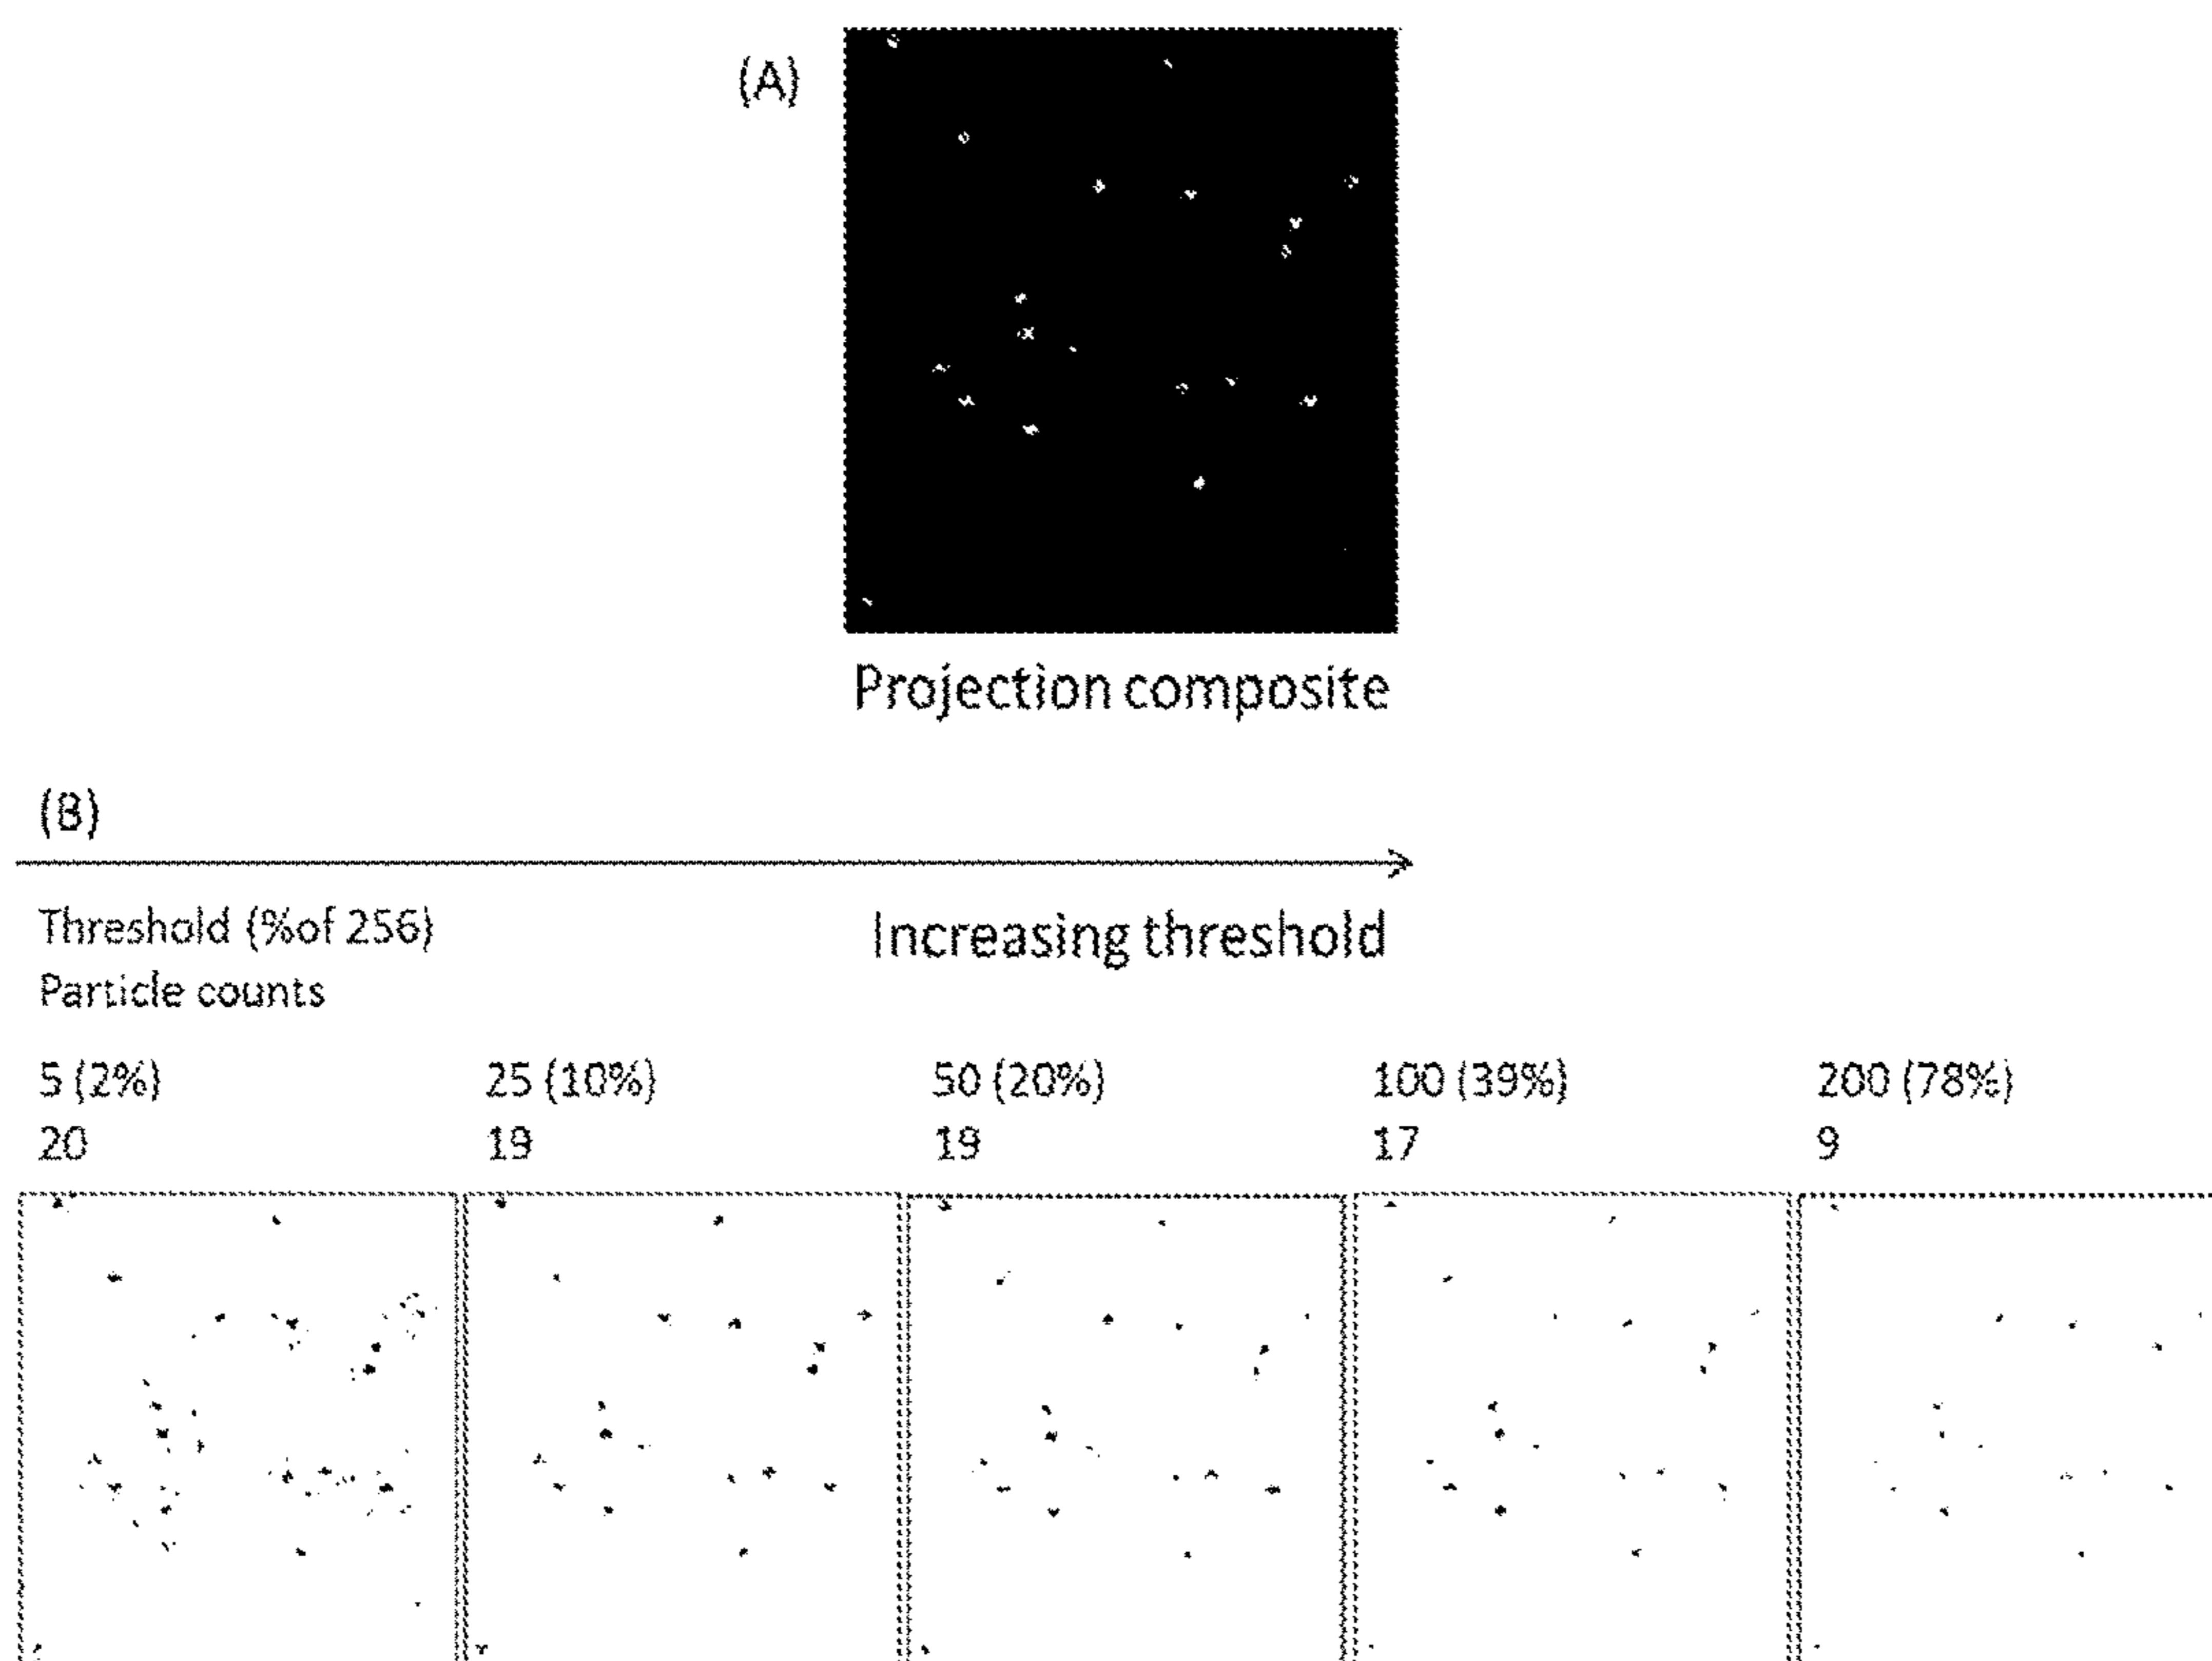 (A)
Projection composite
(B)
Threshold (%of 256)
Increasing threshold
Particle counts
5 (2%) 25 (10%) 50 (20%) 100 (39%) 200 (78%)
20 19 19 17 9